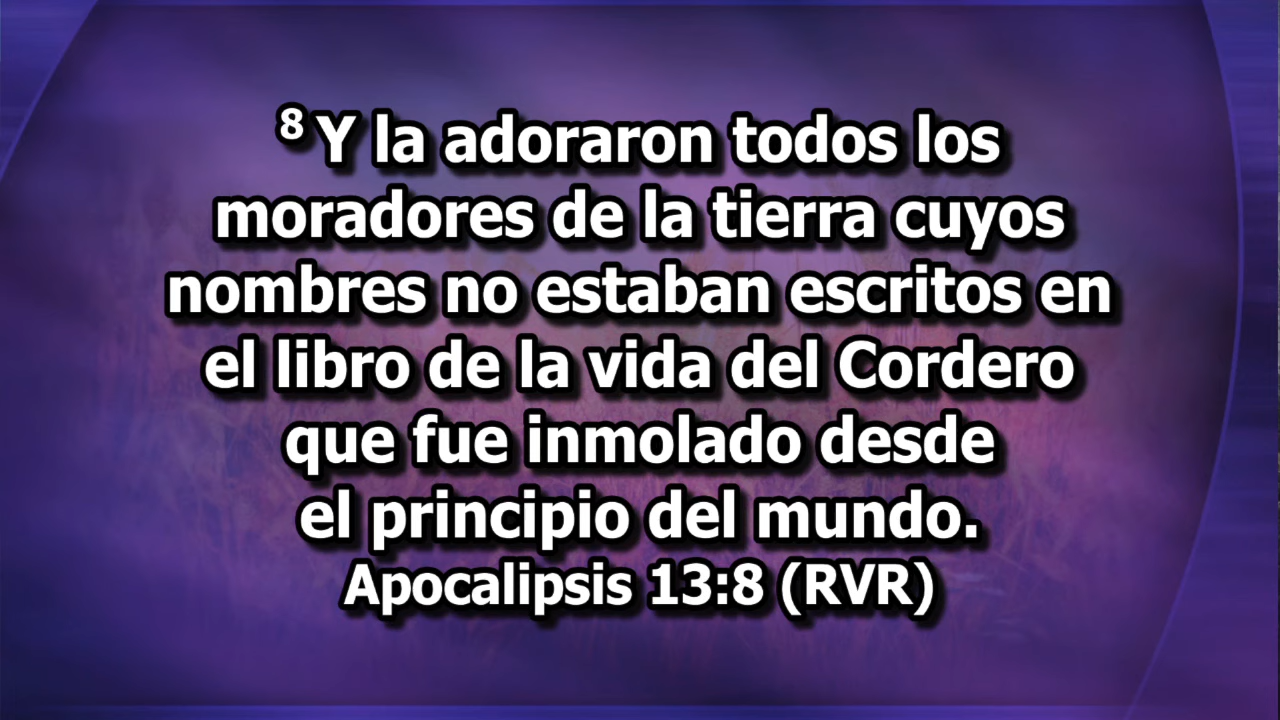 ⁸ Y la adoraron todos los
moradores de la tierra cuyos
nombres no estaban escritos en
el libro de la vida del Cordero
que fue inmolado desde
el principio del mundo.
Apocalipsis 13:8 (RVR)